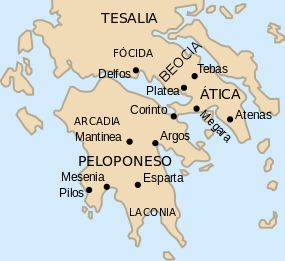 TESALIA
FÓCIDA
BEOCIA
Delfos
Tebas
Platea
ÁTICA
Corinto
Megara
Atenas
ARCADIA
Mantinea
Argos
PELOPONESO
Mesenia
Esparta
Pilos
LACONIA